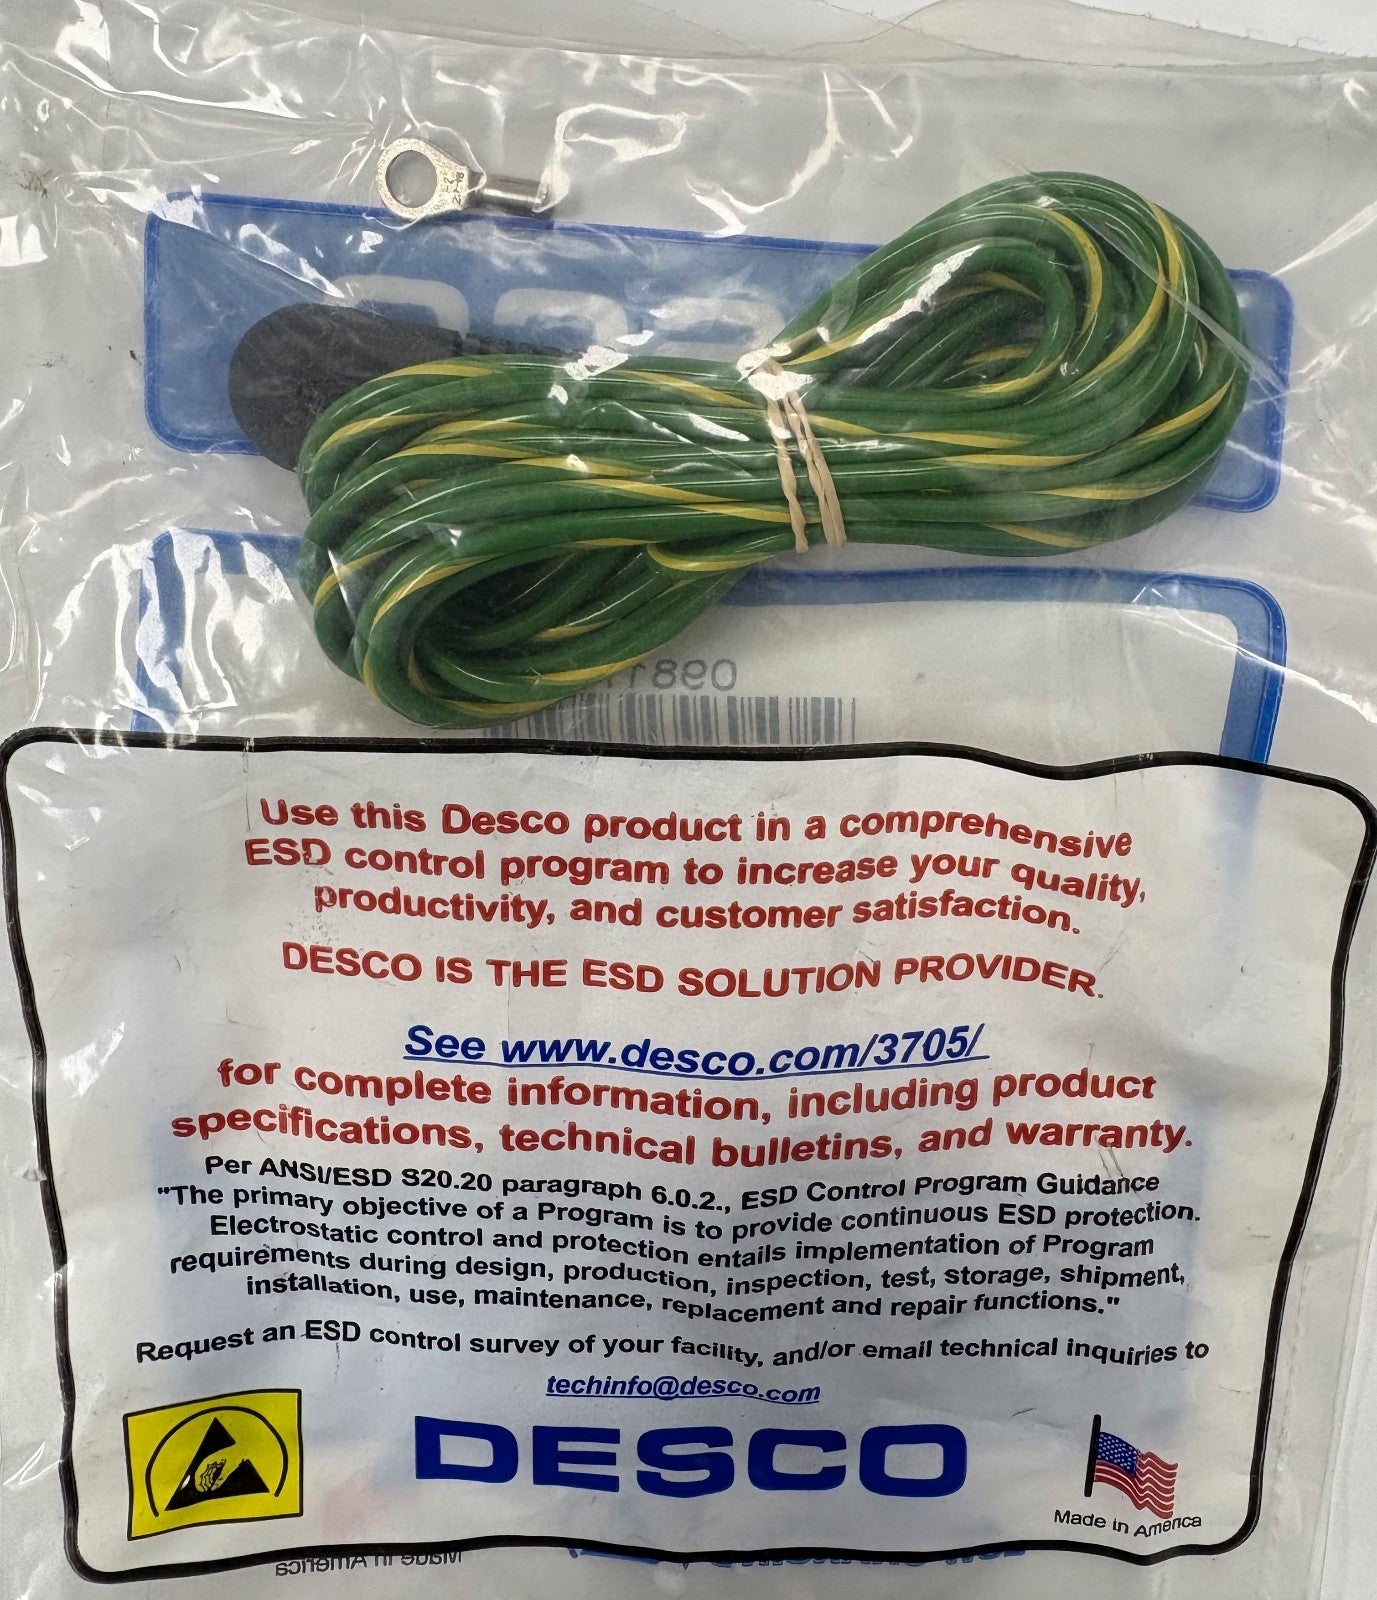 Use this Desco product in a comprehensive
ESD control program to increase your quality,
productivity, and customer satisfaction.
DESCO IS THE ESD SOLUTION PROVIDER.
See www.desco.com/3705/
for complete information, including product
specifications, technical bulletins, and warranty.
Per ANSI/ESD S20.20 paragraph 6.0.2., ESD Control Program Guidance
"The primary objective of a Program is to provide continuous ESD protection.
Electrostatic control and protection entails implementation of Program
requirements during design, production, inspection, test, storage, shipment,
installation, use, maintenance, replacement and repair functions."
Request an ESD control survey of your facility, and/or email technical inquiries to
techinfo@desco.com
DESCO
Made in America
Made in America